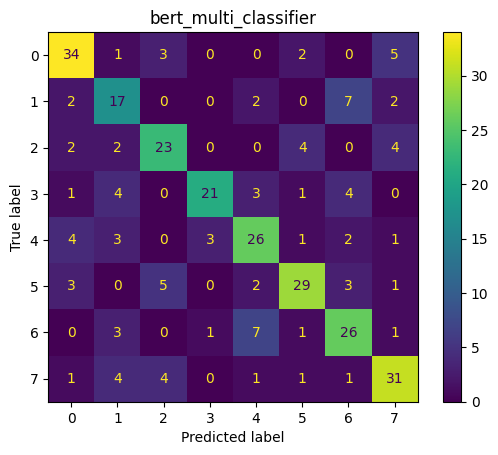 bert_multi_classifier
0 34 1 3 0 0 2 0 5
1 2 17 0 0 2 0 7 2
2 2 2 23 0 0 4 0 4
3 1 4 0 21 3 1 4 0
4 4 3 0 3 26 1 2 1
5 3 0 5 0 2 29 3 1
6 0 3 0 1 7 1 26 1
7 1 4 4 0 1 1 1 31
0 1 2 3 4 5 6 7
Predicted label
True label
30
25
20
15
10
5
0